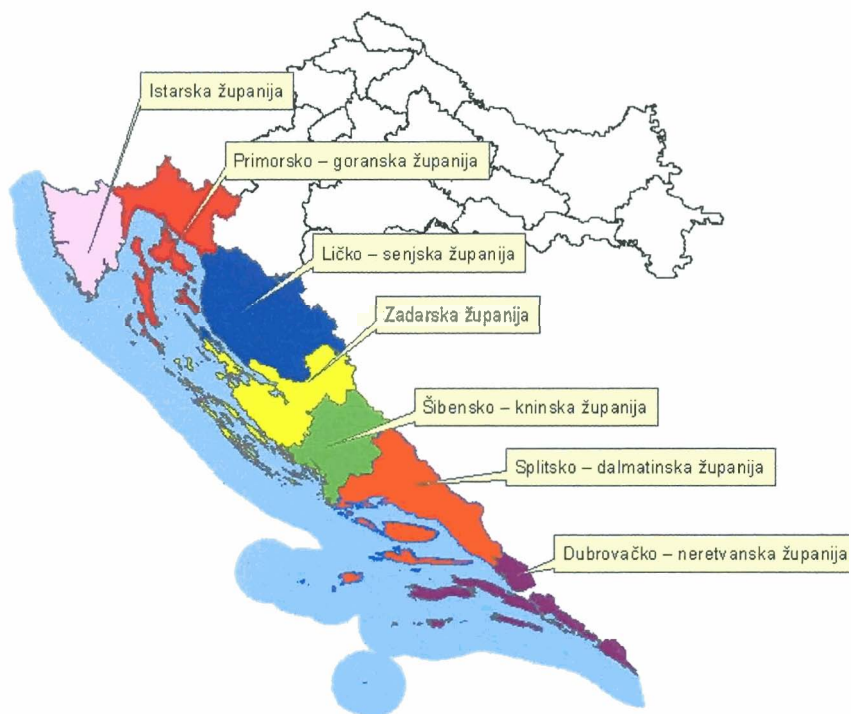 Istarska županija
Primorsko – goranska županija
Ličko – senjska županija
Zadarska županija
Šibensko – kninska županija
Splitsko – dalmatinska županija
Dubrovačko – neretvanska županija